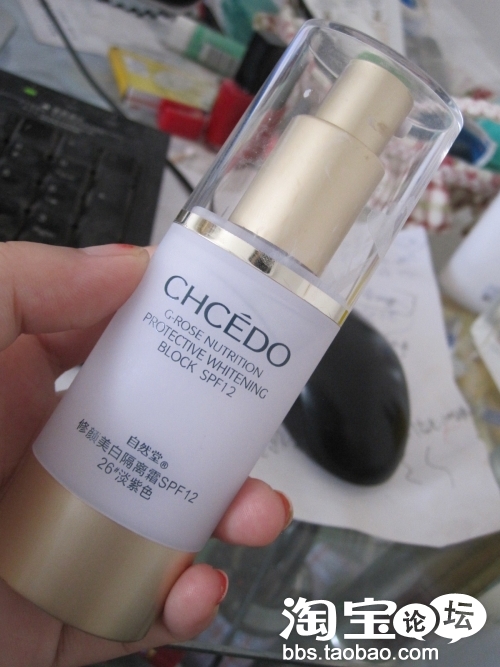 CHCÉDO
G-ROSE NUTRITION
PROTECTIVE WHITENING
BLOCK SPF12
自然堂®
修颜美白隔离霜SPF12
26#淡紫色
淘宝论坛
bbs.taobao.com